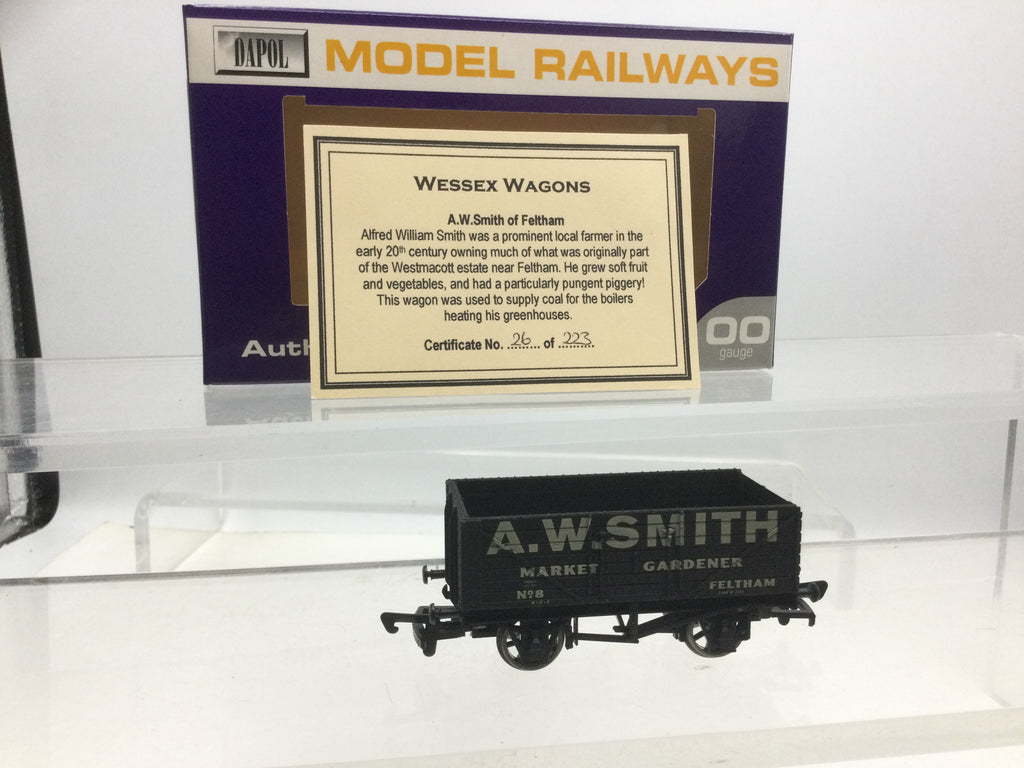 DAPOL
MODEL RAILWAYS
WESSEX WAGONS
A.W.Smith of Feltham
Alfred William Smith was a prominent local farmer in the
early 20th century owning much of what was originally part
of the Westmacott estate near Feltham. He grew soft fruit
and vegetables, and had a particularly pungent piggery!
This wagon was used to supply coal for the boilers
heating his greenhouses.
Certificate No. 26 of 223
Auth
OO
gauge
A.W.SMITH
MARKET GARDENER
FELTHAM
Nº8